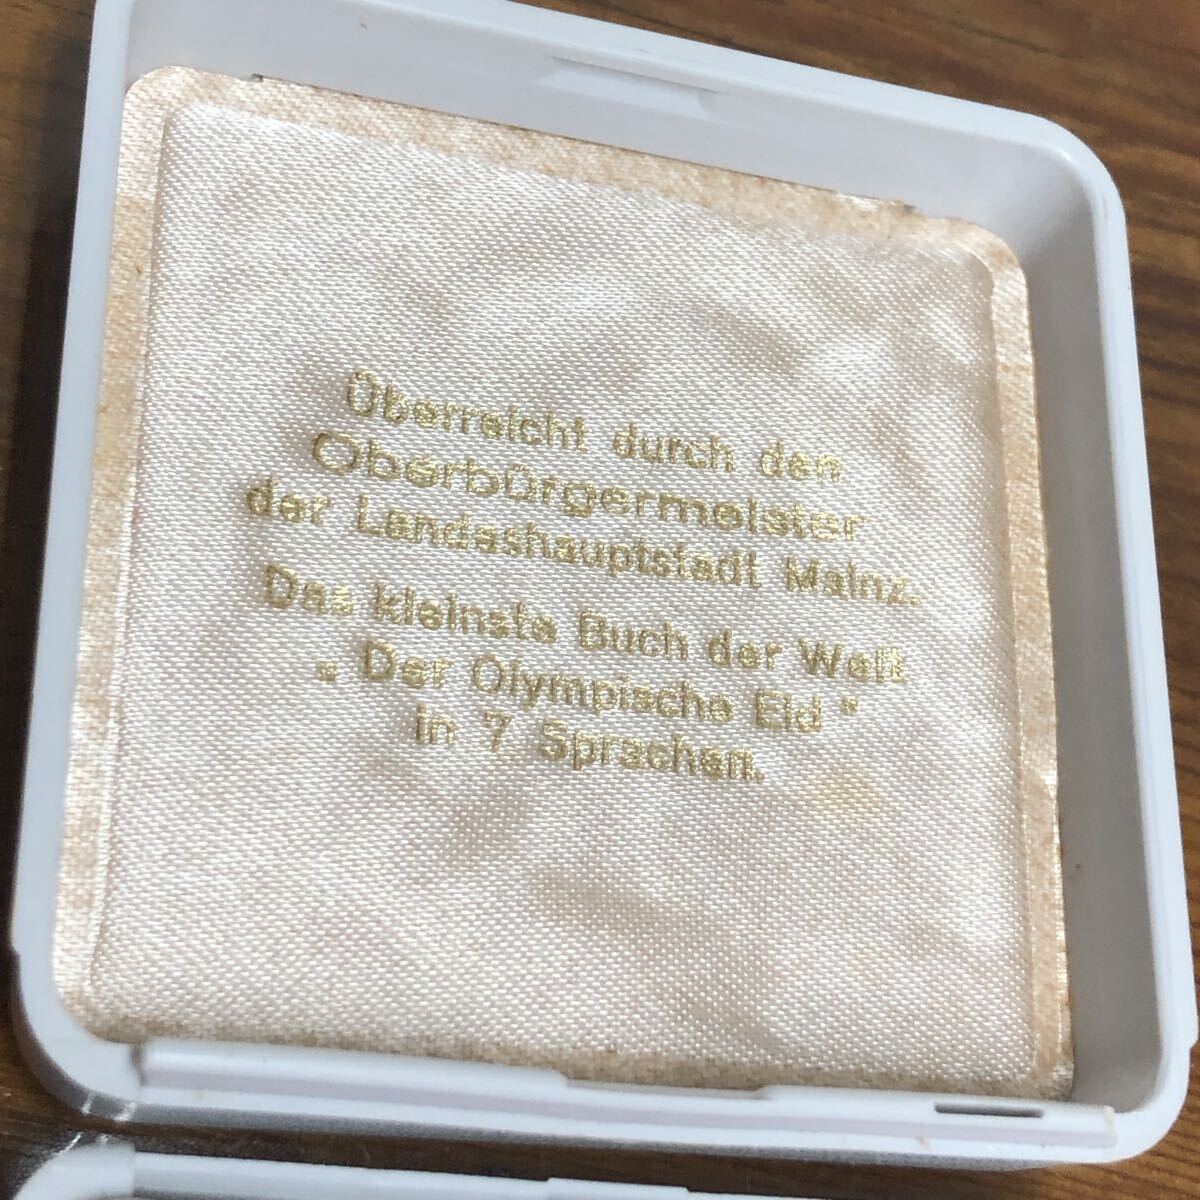 Überreicht durch den
Oberbürgermeister
der Landeshauptstadt Mainz.
Das kleinste Buch der Welt
„ Der Olympische Eid "
in 7 Sprachen.